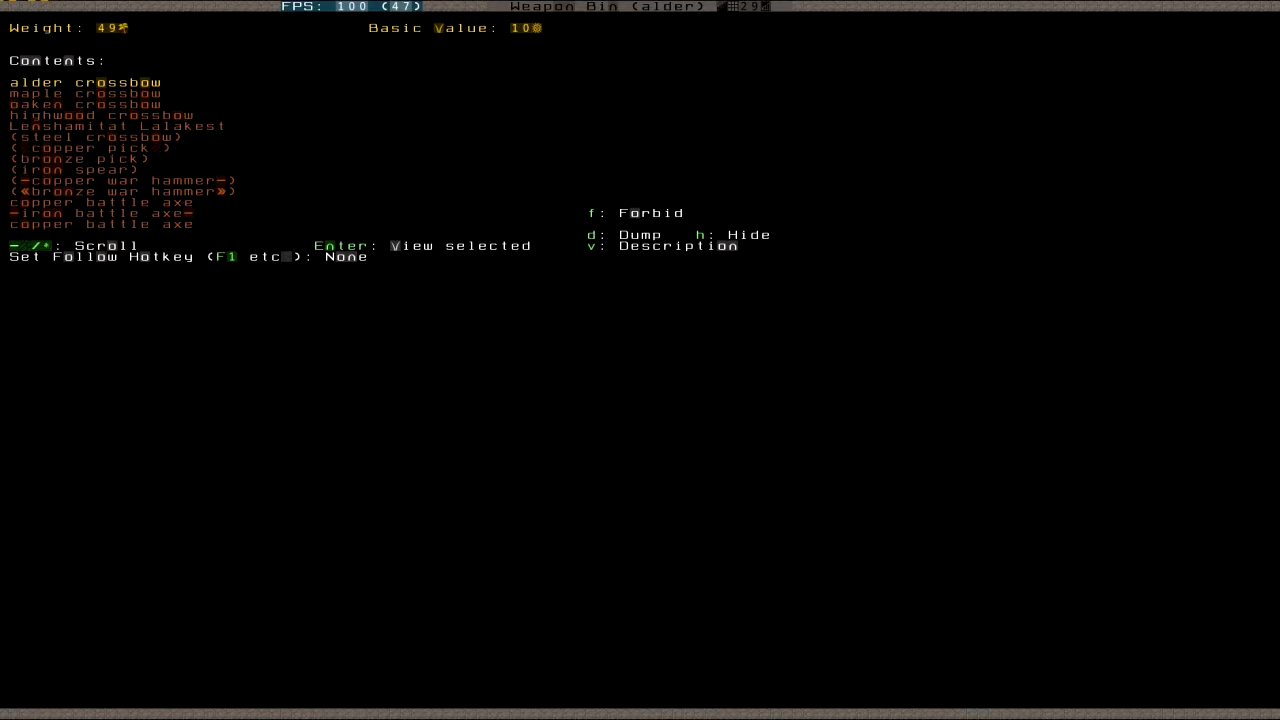 FPS: 100 (47) Weapon Bin (alder)
Weight: 49 Basic Value: 10☼
Contents:
alder crossbow
maple crossbow
oaken crossbow
highwood crossbow
Lenshamitat Lalakest
(steel crossbow)
( copper pick )
(bronze pick)
(iron spear)
(-copper war hammer-)
(«bronze war hammer»)
copper battle axe
-iron battle axe-
copper battle axe
f: Forbid
d: Dump h: Hide
- /*: Scroll Enter: View selected v: Description
Set Follow Hotkey (F1 etc.): None